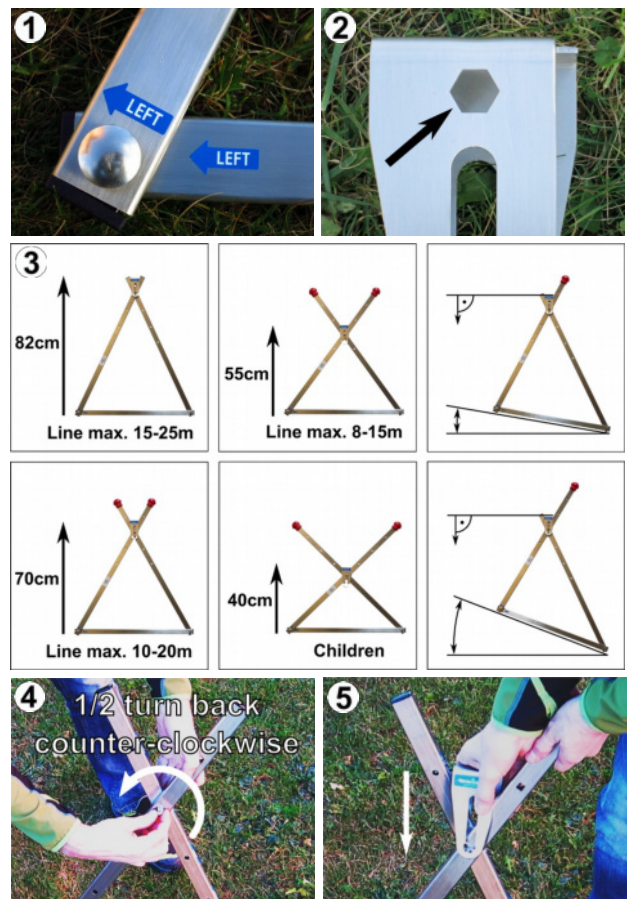 1
LEFT
LEFT
2
3
82cm
Line max. 15-25m
55cm
Line max. 8-15m
70cm
Line max. 10-20m
40cm
Children
4
1/2 turn back
counter-clockwise
5